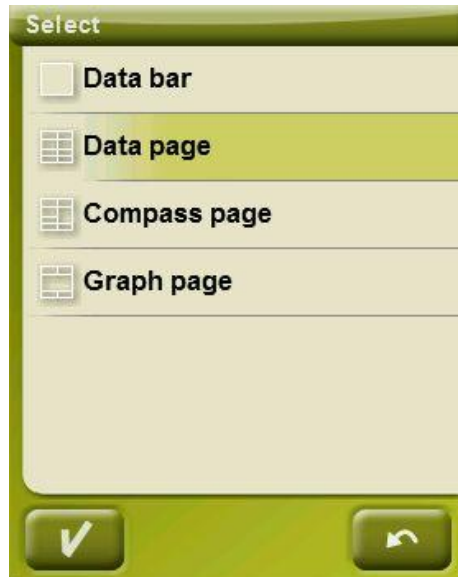 Select
Data bar
Data page
Compass page
Graph page